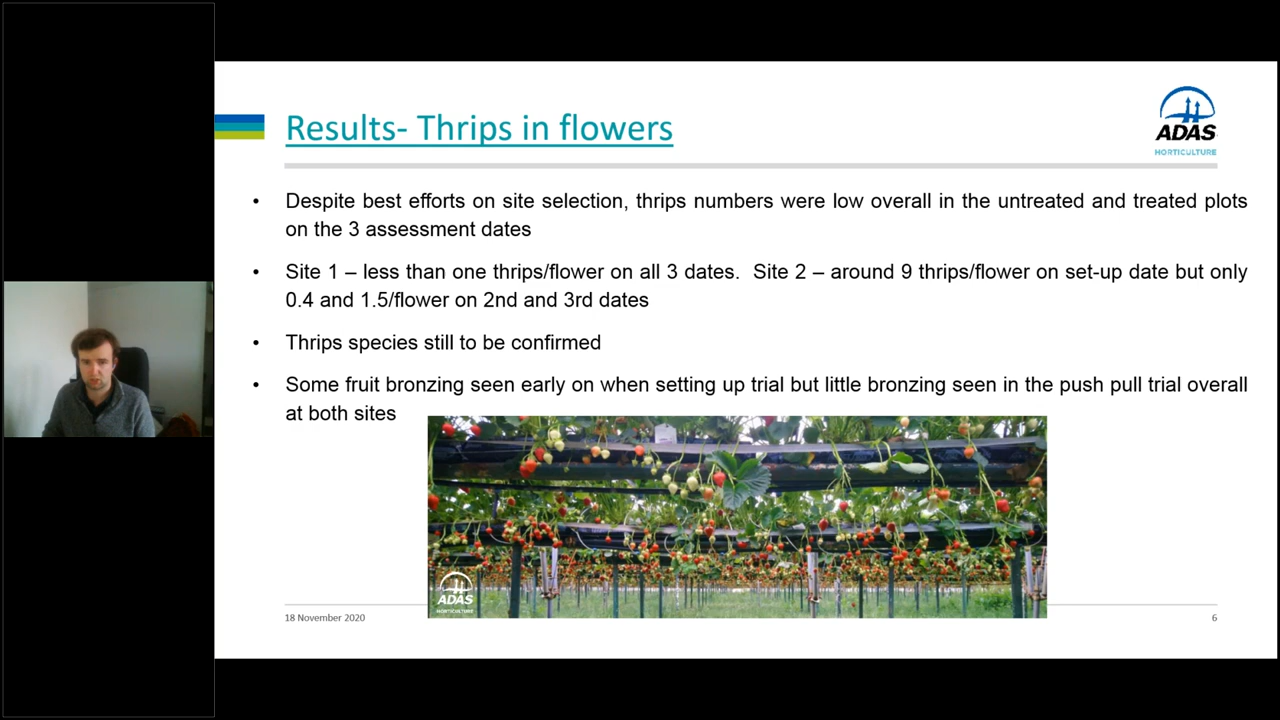 Results- Thrips in flowers
ADAS
HORTICULTURE
• Despite best efforts on site selection, thrips numbers were low overall in the untreated and treated plots
on the 3 assessment dates
• Site 1 – less than one thrips/flower on all 3 dates.  Site 2 – around 9 thrips/flower on set-up date but only
0.4 and 1.5/flower on 2nd and 3rd dates
• Thrips species still to be confirmed
• Some fruit bronzing seen early on when setting up trial but little bronzing seen in the push pull trial overall
at both sites
ADAS
HORTICULTURE
18 November 2020
6